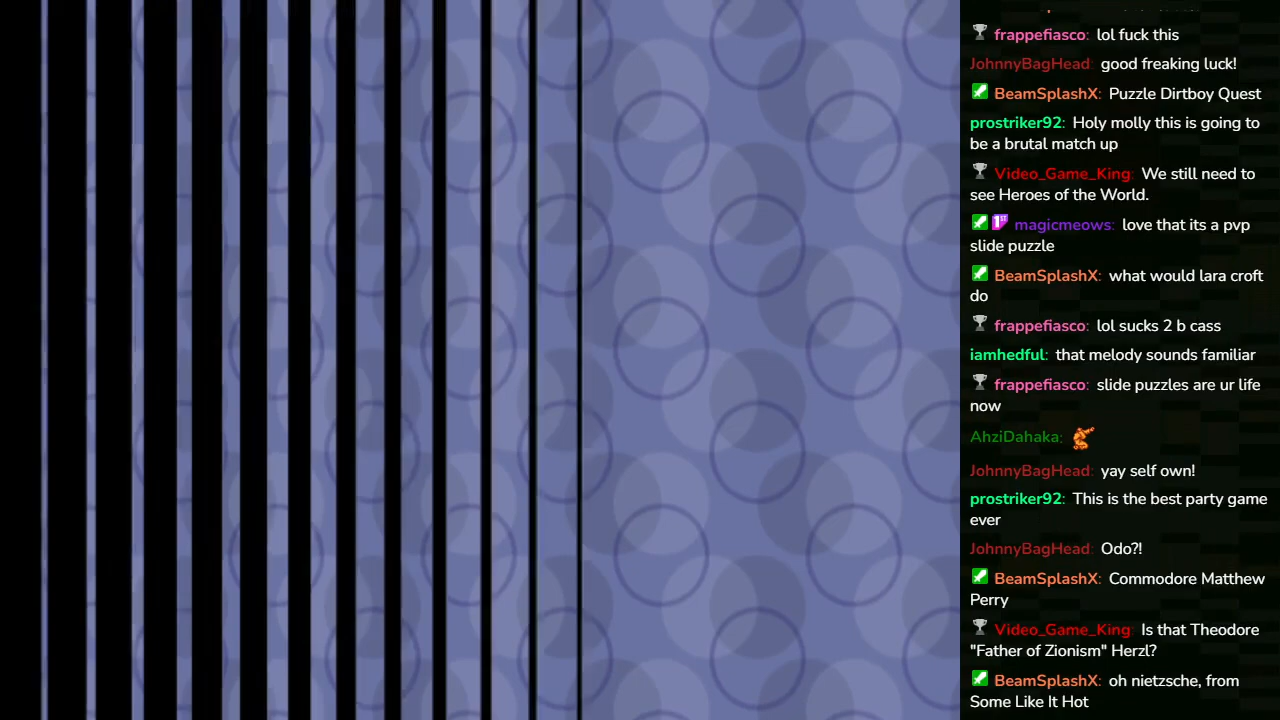 frappefiasco: lol fuck this
JohnnyBagHead: good freaking luck!
BeamSplashX: Puzzle Dirtboy Quest
prostriker92: Holy molly this is going to
be a brutal match up
Video_Game_King: We still need to
see Heroes of the World.
magicmeows: love that its a pvp
slide puzzle
BeamSplashX: what would lara croft
do
frappefiasco: lol sucks 2 b cass
iamhedful: that melody sounds familiar
frappefiasco: slide puzzles are ur life
now
AhziDahaka:
JohnnyBagHead: yay self own!
prostriker92: This is the best party game
ever
JohnnyBagHead: Odo?!
BeamSplashX: Commodore Matthew
Perry
Video_Game_King: Is that Theodore
"Father of Zionism" Herzl?
BeamSplashX: oh nietzsche, from
Some Like It Hot